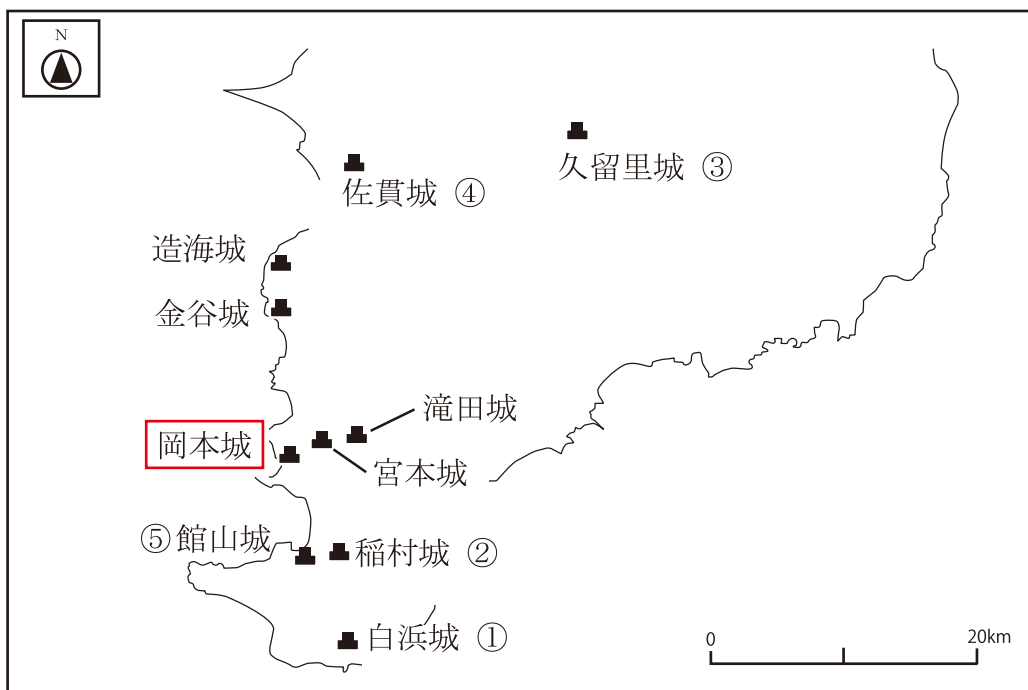 N
久留里城 ③
佐貫城 ④
造海城
金谷城
滝田城
岡本城
宮本城
⑤館山城
稲村城 ②
白浜城 ①
0
20km